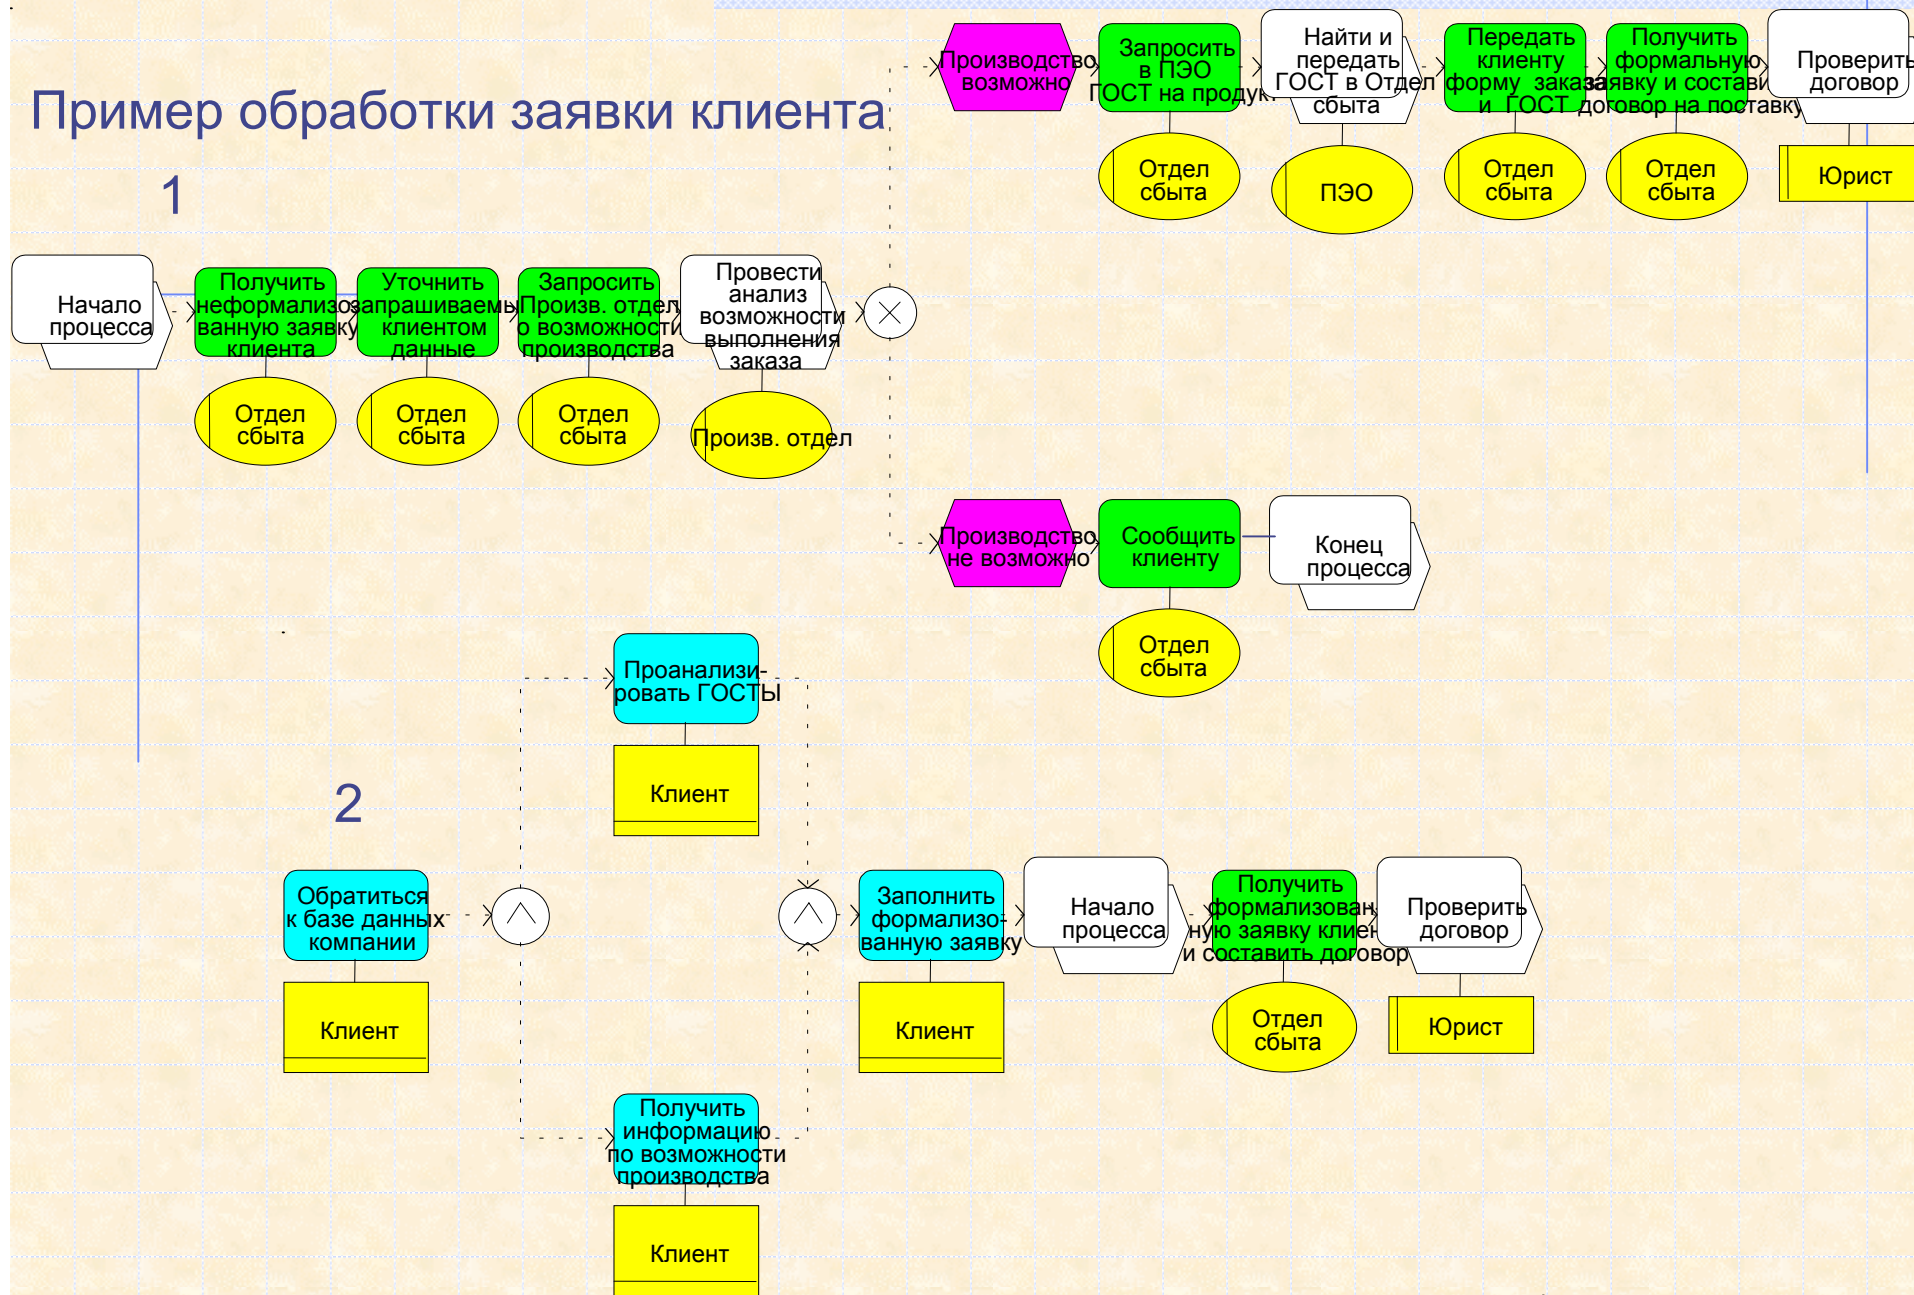 Пример обработки заявки клиента
Производство
возможно
Запросить
в ПЭО
ГОСТ на продукт
Найти и
передать
ГОСТ в Отдел
сбыта
Передать
клиенту
форму заказа
и ГОСТ
Получить
формальную
заявку и состави
договор на поставку
Проверить
договор
Отдел
сбыта
ПЭО
Отдел
сбыта
Отдел
сбыта
Юрист
1
Начало
процесса
Получить
неформализо
ванную заявку
клиента
Уточнить
запрашиваемы
клиентом
данные
Запросить
Произв. отдел
о возможности
производства
Провести
анализ
возможности
выполнения
заказа
Отдел
сбыта
Отдел
сбыта
Отдел
сбыта
Произв. отдел
Производство
не возможно
Сообщить
клиенту
Конец
процесса
Отдел
сбыта
2
Проанализи-
ровать ГОСТЫ
Клиент
Обратиться
к базе данных
компании
Клиент
Заполнить
формализо-
ванную заявку
Клиент
Начало
процесса
Получить
формализован
ную заявку клиен
и составить договор
Отдел
сбыта
Проверить
договор
Юрист
Получить
информацию
по возможности
производства
Клиент